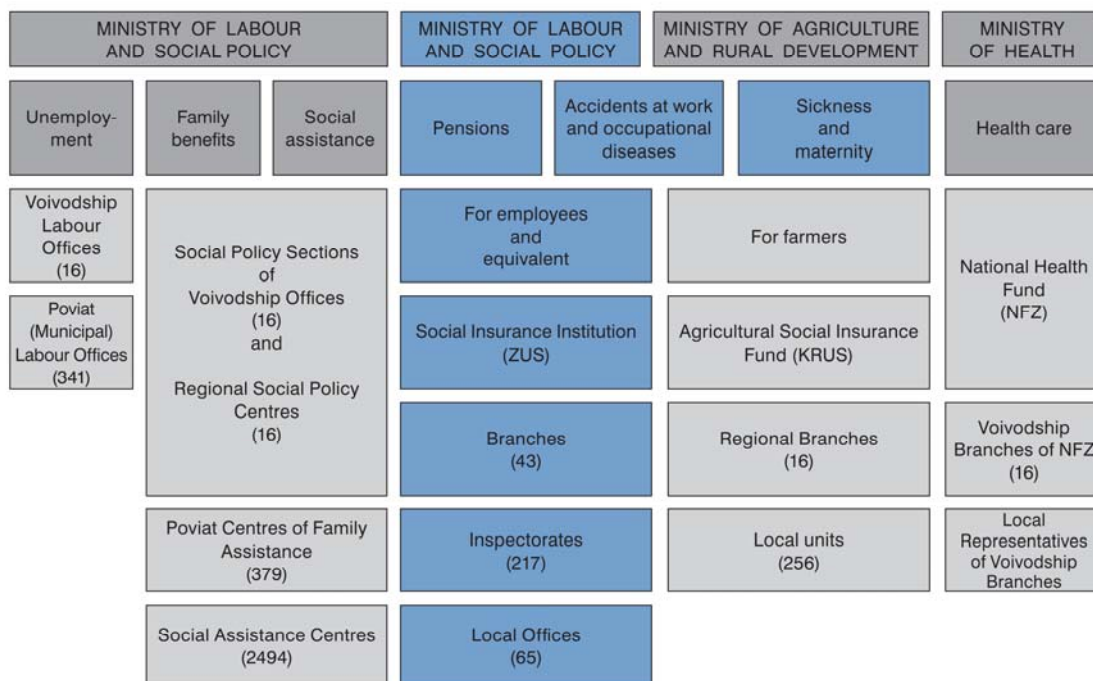 MINISTRY OF LABOUR
AND SOCIAL POLICY
MINISTRY OF LABOUR
AND SOCIAL POLICY
MINISTRY OF AGRICULTURE
AND RURAL DEVELOPMENT
MINISTRY
OF HEALTH
Unemploy-
ment
Family
benefits
Social
assistance
Pensions
Accidents at work
and occupational
diseases
Sickness
and
maternity
Health care
Voivodship
Labour
Offices
(16)
Poviat
(Municipal)
Labour Offices
(341)
Social Policy Sections
of
Voivodship Offices
(16)
and
Regional Social Policy
Centres
(16)
Poviat Centres of Family
Assistance
(379)
Social Assistance Centres
(2494)
For employees
and
equivalent
Social Insurance Institution
(ZUS)
Branches
(43)
Inspectorates
(217)
Local Offices
(65)
For farmers
Agricultural Social Insurance
Fund (KRUS)
Regional Branches
(16)
Local units
(256)
National Health
Fund
(NFZ)
Voivodship
Branches of NFZ
(16)
Local
Representatives
of Voivodship
Branches